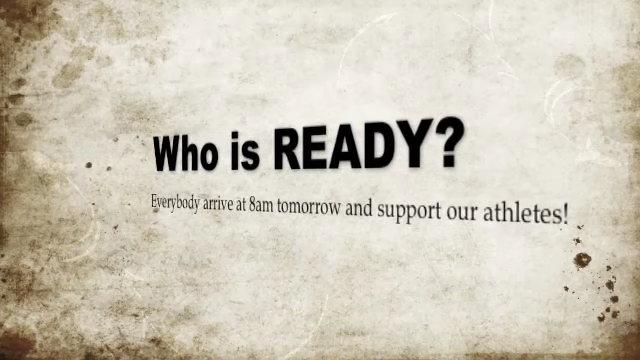 Who is READY?
Everybody arrive at 8am tomorrow and support our athletes!